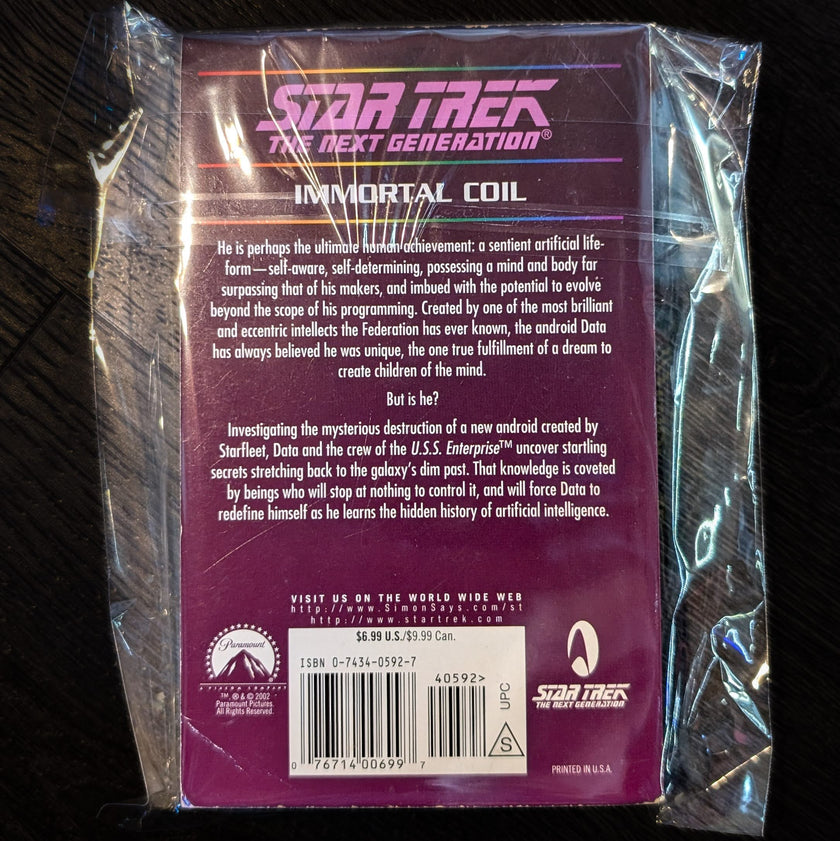 STAR TREK
THE NEXT GENERATION®
IMMORTAL COIL
He is perhaps the ultimate human achievement: a sentient artificial life-
form—self-aware, self-determining, possessing a mind and body far
surpassing that of his makers, and imbued with the potential to evolve
beyond the scope of his programming. Created by one of the most brilliant
and eccentric intellects the Federation has ever known, the android Data
has always believed he was unique, the one true fulfillment of a dream to
create children of the mind.
But is he?
Investigating the mysterious destruction of a new android created by
Starfleet, Data and the crew of the U.S.S. Enterprise™ uncover startling
secrets stretching back to the galaxy's dim past. That knowledge is coveted
by beings who will stop at nothing to control it, and will force Data to
redefine himself as he learns the hidden history of artificial intelligence.
VISIT US ON THE WORLD WIDE WEB
http://www.SimonSays.com/st
http://www.startrek.com
$6.99 U.S./$9.99 Can.
ISBN 0-7434-0592-7
40592>
UPC
S
0 76714 00699 7
Paramount
A VIACOM COMPANY
™, ® & © 2002
Paramount Pictures.
All Rights Reserved.
STAR TREK
THE NEXT GENERATION
PRINTED IN U.S.A.